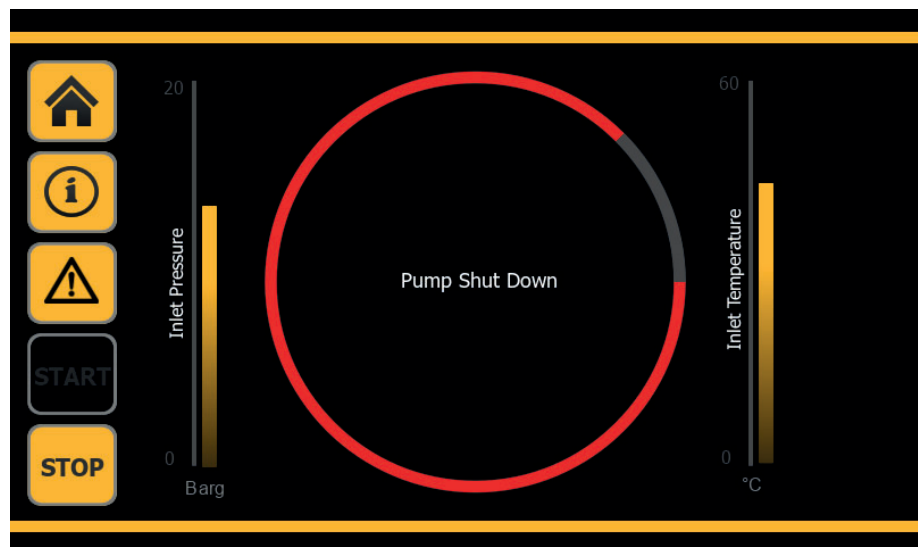 i
START
STOP
20
Inlet Pressure
0
Barg
Pump Shut Down
60
Inlet Temperature
0
°C